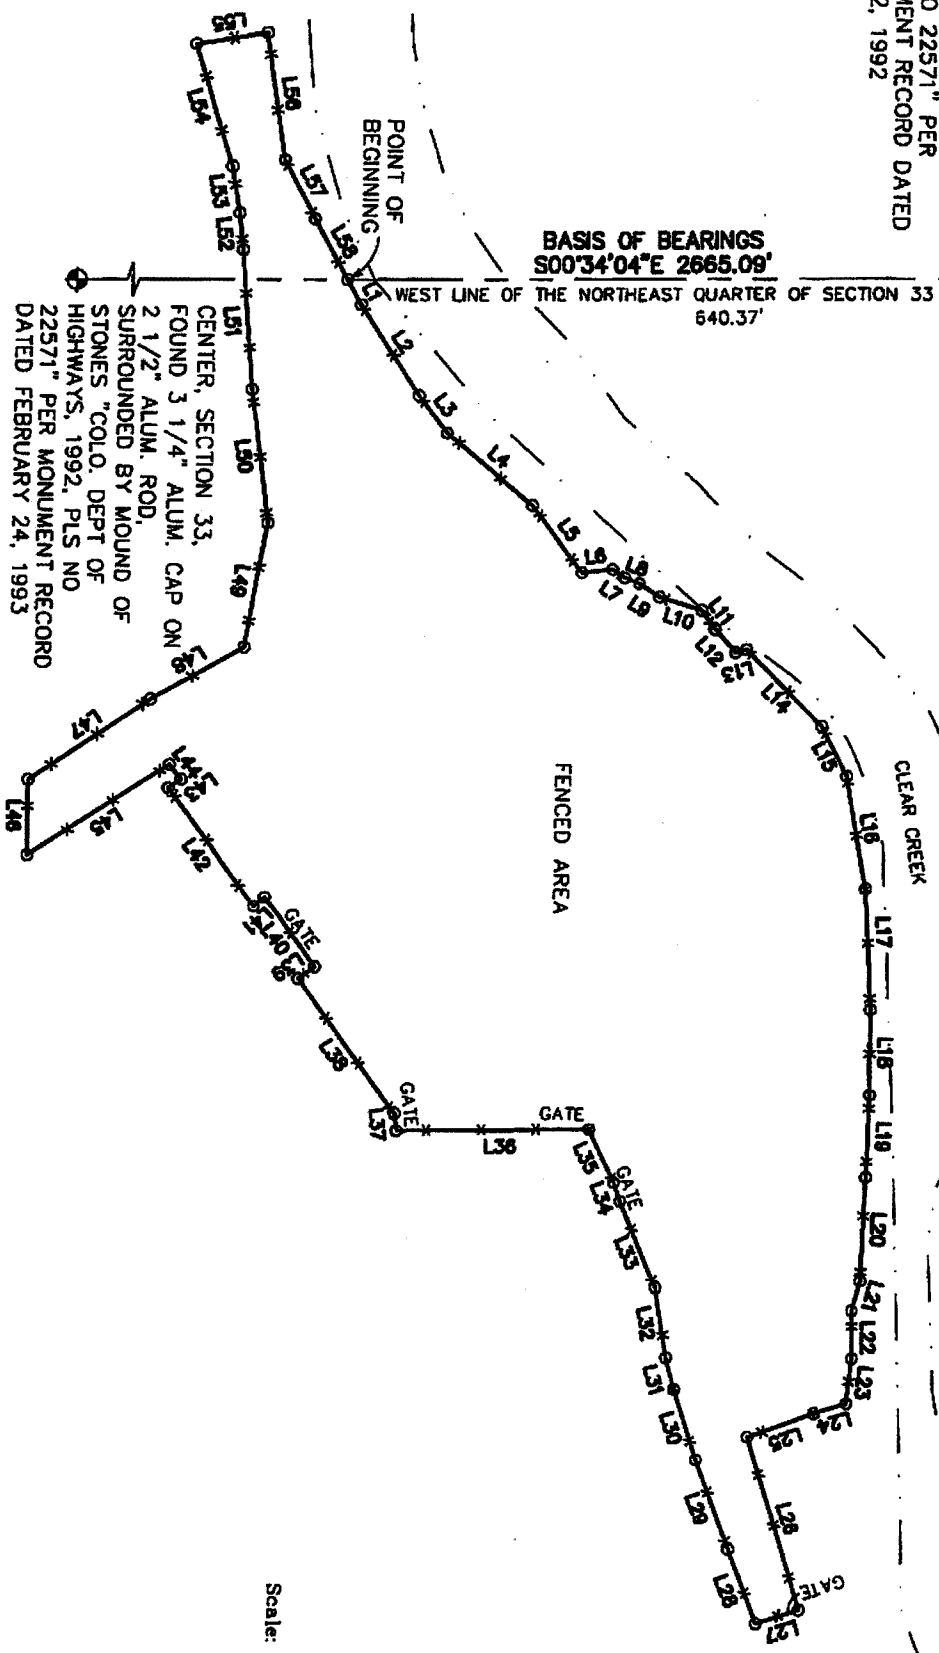 O 22571" PER
MENT RECORD DATED
2, 1992
BASIS OF BEARINGS
S00°34'04"E 2665.09'
WEST LINE OF THE NORTHEAST QUARTER OF SECTION 33
640.37'
POINT OF
BEGINNING
CLEAR CREEK
FENCED AREA
CENTER, SECTION 33,
FOUND 3 1/4" ALUM. CAP ON
2 1/2" ALUM. ROD,
SURROUNDED BY MOUND OF
STONES "COLO. DEPT OF
HIGHWAYS, 1992, PLS NO
22571" PER MONUMENT RECORD
DATED FEBRUARY 24, 1993
L1
L2
L3
L4
L5
L6
L7
L8
L9
L10
L11
L12
L13
L14
L15
L16
L17
L18
L19
L20
L21
L22
L23
L24
L25
L26
GATE
L27
L28
L29
L30
L31
L32
L33
L34
GATE
L35
GATE
L36
GATE
L37
L38
L39
L40
GATE
L41
L42
L43
L44
L45
L46
L47
L48
L49
L50
L51
L52
L53
L54
L55
L56
L57
L58
Scale: